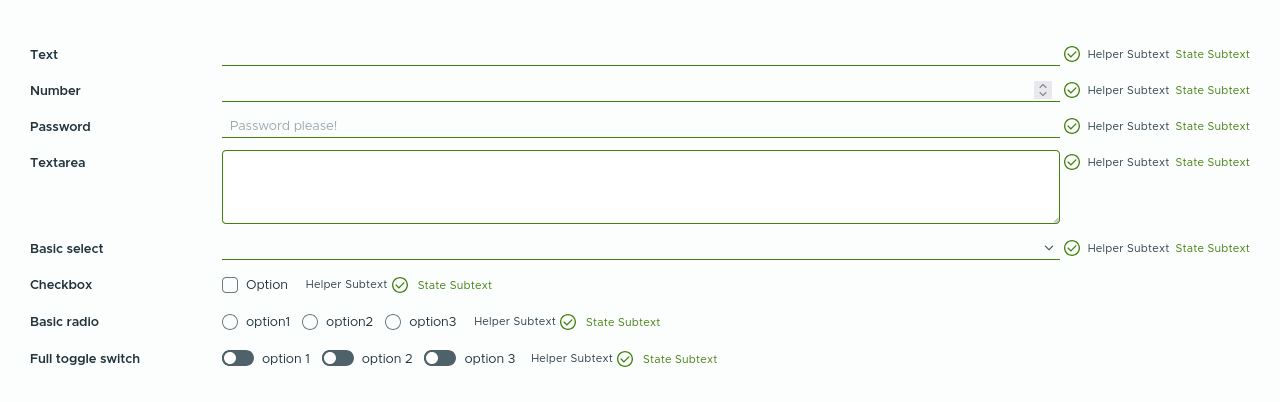 Text Helper Subtext State Subtext
Number Helper Subtext State Subtext
Password Password please! Helper Subtext State Subtext
Textarea Helper Subtext State Subtext
Basic select Helper Subtext State Subtext
Checkbox Option Helper Subtext State Subtext
Basic radio option1 option2 option3 Helper Subtext State Subtext
Full toggle switch option 1 option 2 option 3 Helper Subtext State Subtext